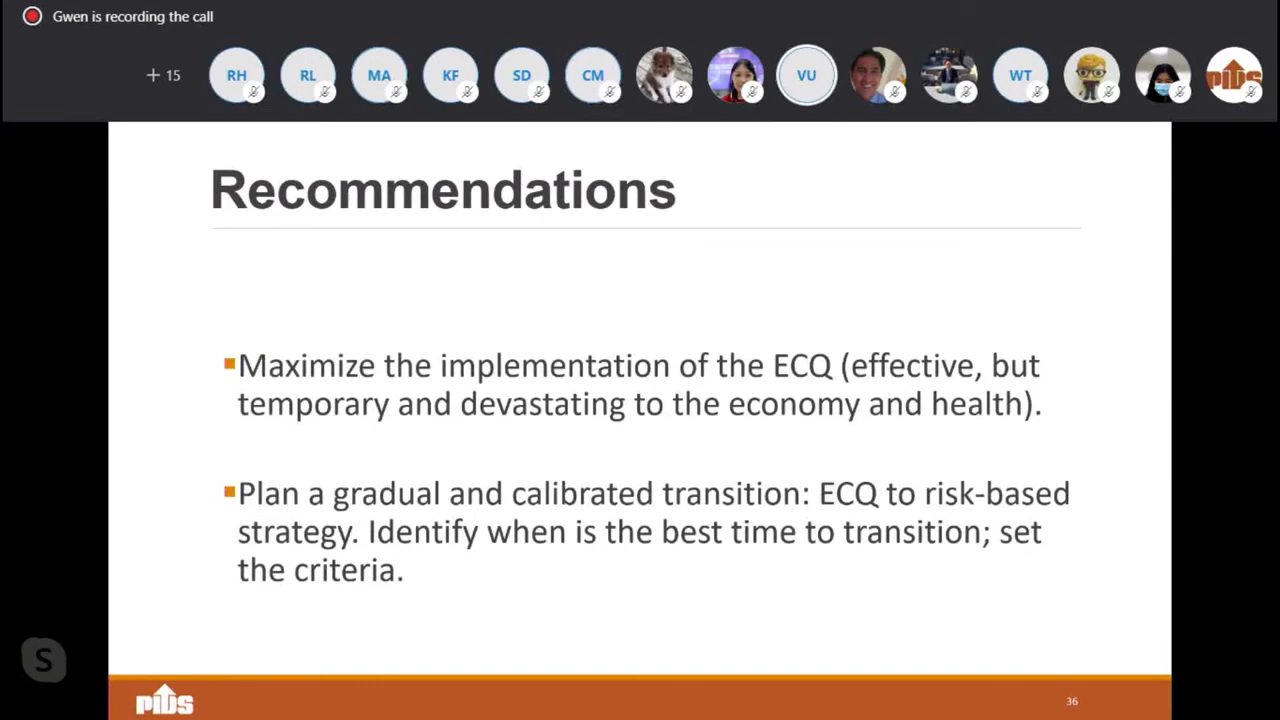 Gwen is recording the call
+ 15
RH
RL
MA
KF
SD
CM
VU
WT
PIDS
Recommendations
Maximize the implementation of the ECQ (effective, but
temporary and devastating to the economy and health).
Plan a gradual and calibrated transition: ECQ to risk-based
strategy. Identify when is the best time to transition; set
the criteria.
S
PIDS
36